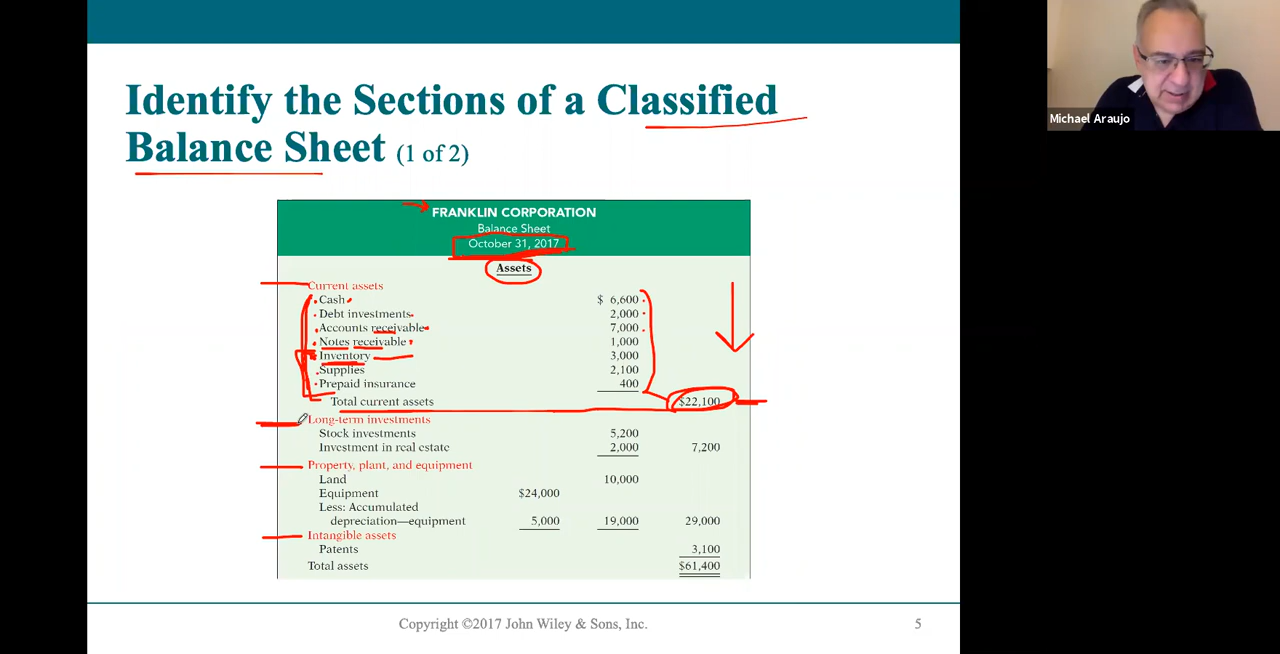 Identify the Sections of a Classified
Balance Sheet (1 of 2)
Michael Araujo
FRANKLIN CORPORATION
Balance Sheet
October 31, 2017
Assets
Current assets
Cash $ 6,600
Debt investments 2,000
Accounts receivable 7,000
Notes receivable 1,000
Inventory 3,000
Supplies 2,100
Prepaid insurance 400
Total current assets $22,100
Long-term investments
Stock investments 5,200
Investment in real estate 2,000 7,200
Property, plant, and equipment
Land 10,000
Equipment $24,000
Less: Accumulated
depreciation—equipment 5,000 19,000 29,000
Intangible assets
Patents 3,100
Total assets $61,400
Copyright ©2017 John Wiley & Sons, Inc. 5